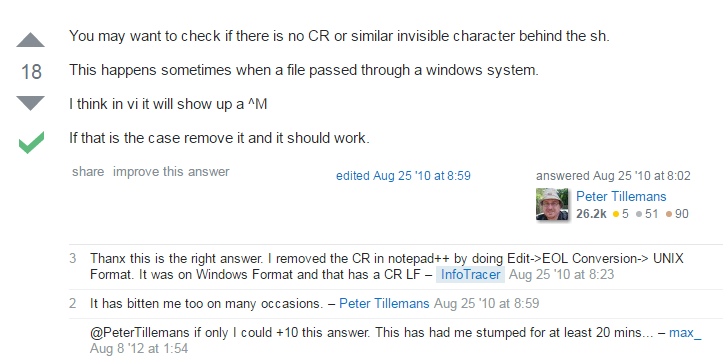 You may want to check if there is no CR or similar invisible character behind the sh.
18
This happens sometimes when a file passed through a windows system.
I think in vi it will show up a ^M
If that is the case remove it and it should work.
share improve this answer
edited Aug 25 '10 at 8:59
answered Aug 25 '10 at 8:02
Peter Tillemans
26.2k 5 51 90
3 Thanx this is the right answer. I removed the CR in notepad++ by doing Edit->EOL Conversion-> UNIX
Format. It was on Windows Format and that has a CR LF – InfoTracer Aug 25 '10 at 8:23
2 It has bitten me too on many occasions. – Peter Tillemans Aug 25 '10 at 8:59
@PeterTillemans if only I could +10 this answer. This has had me stumped for at least 20 mins... – max_
Aug 8 '12 at 1:54